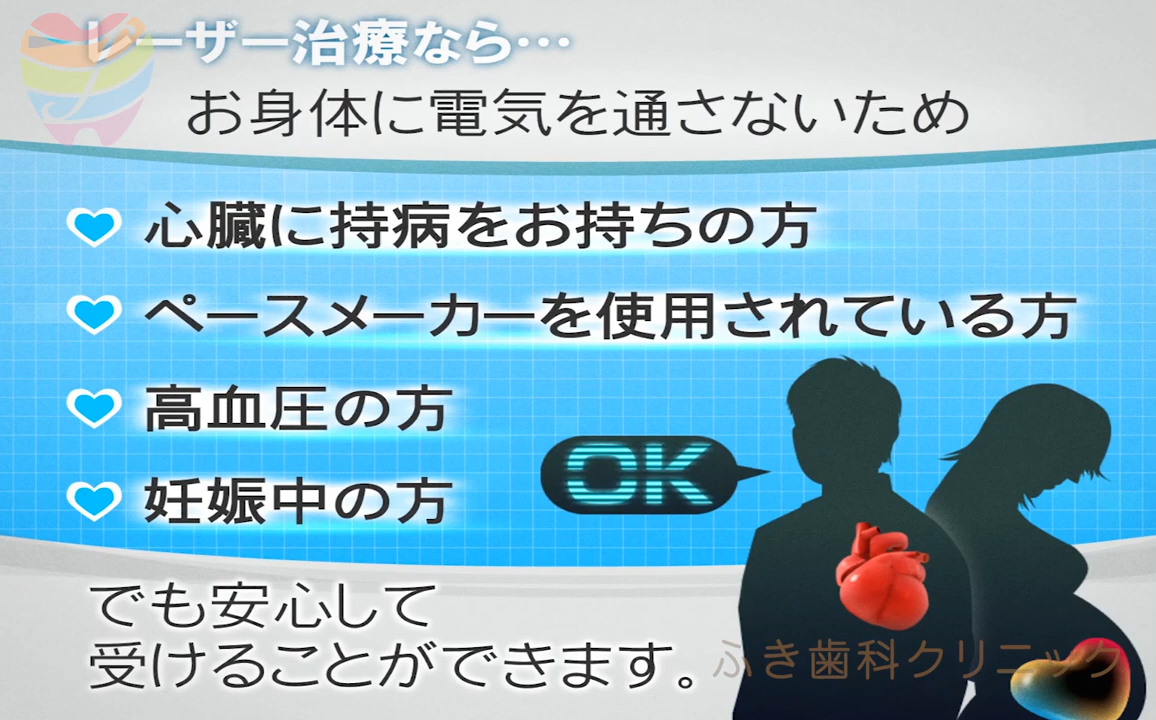 レーザー治療なら…
お身体に電気を通さないため
心臓に持病をお持ちの方
ペースメーカーを使用されている方
高血圧の方
OK
妊娠中の方
でも安心して
受けることができます。
ふき歯科クリニック